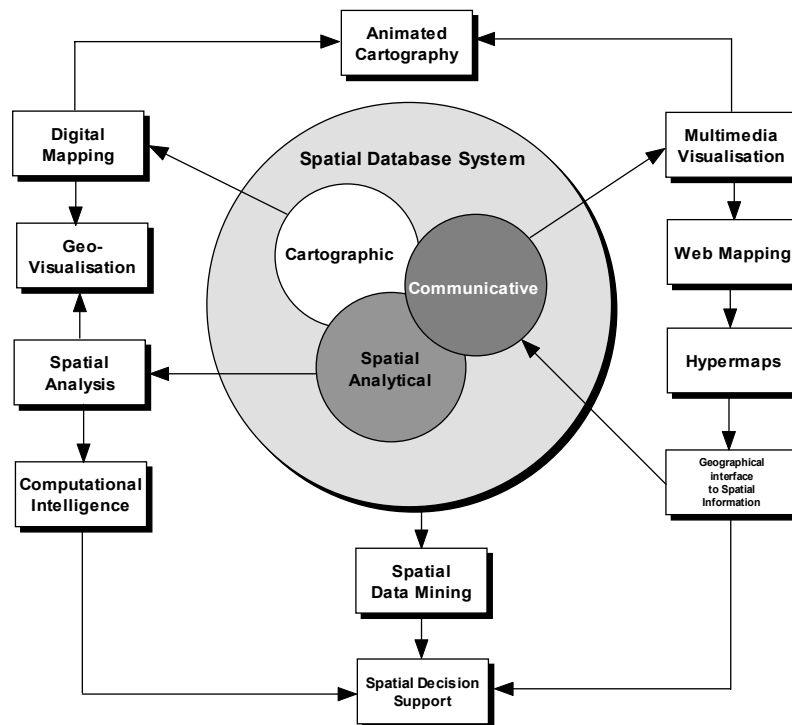 Animated
Cartography
Digital
Mapping
Multimedia
Visualisation
Spatial Database System
Geo-
Visualisation
Cartographic
Communicative
Web Mapping
Spatial
Analysis
Spatial
Analytical
Hypermaps
Computational
Intelligence
Geographical
interface
to Spatial
Information
Spatial
Data Mining
Spatial Decision
Support